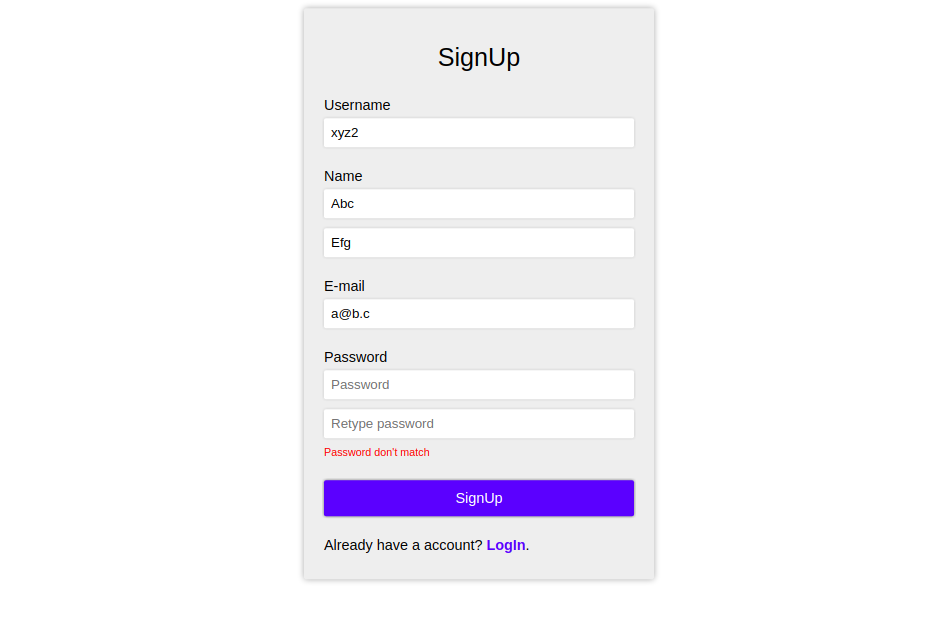 SignUp
Username
xyz2
Name
Abc
Efg
E-mail
a@b.c
Password
Password
Retype password
Password don't match
SignUp
Already have a account? LogIn.